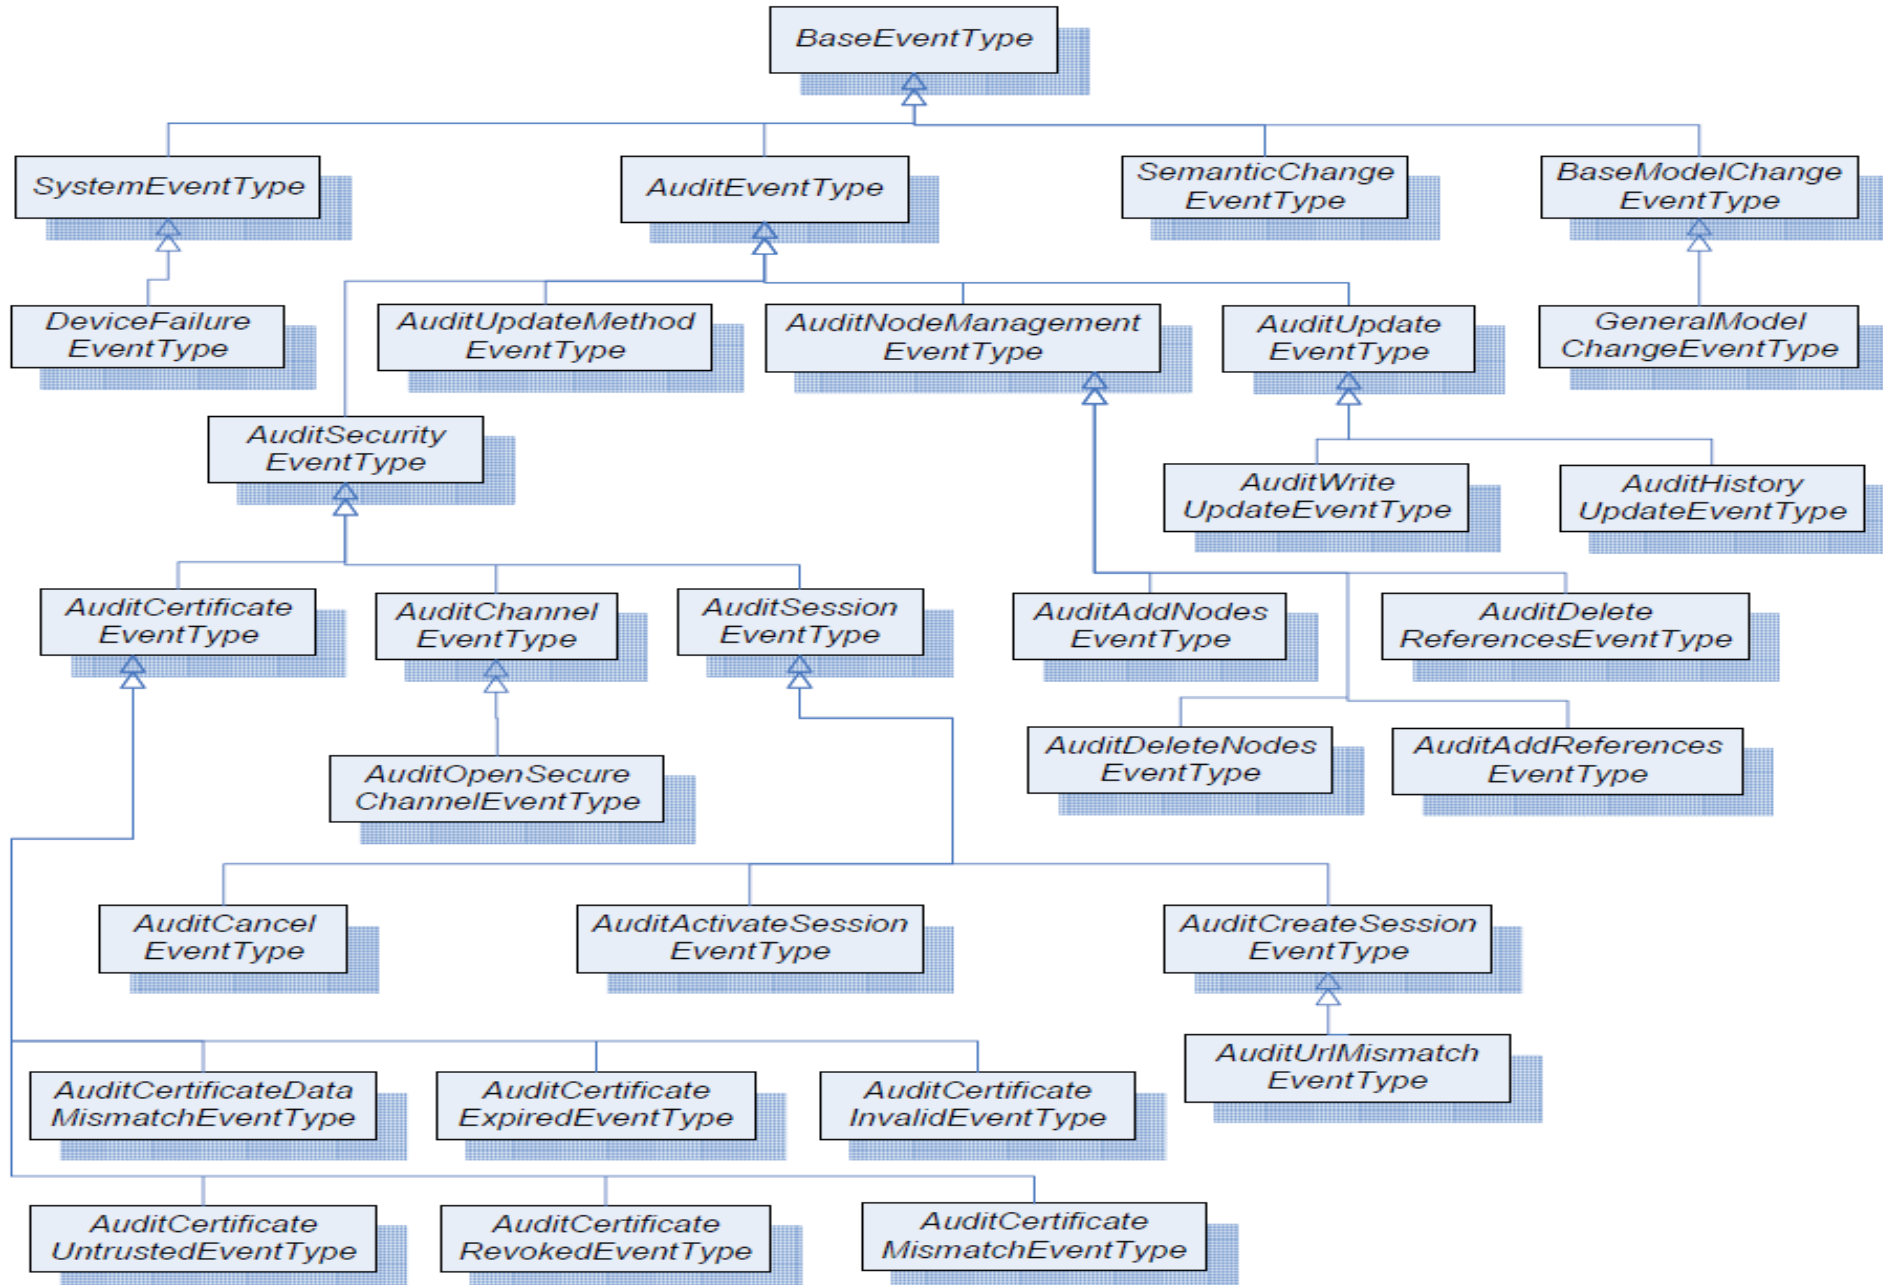 BaseEventType
SystemEventType
AuditEventType
SemanticChange
EventType
BaseModelChange
EventType
DeviceFailure
EventType
AuditUpdateMethod
EventType
AuditNodeManagement
EventType
AuditUpdate
EventType
GeneralModel
ChangeEventType
AuditSecurity
EventType
AuditWrite
UpdateEventType
AuditHistory
UpdateEventType
AuditCertificate
EventType
AuditChannel
EventType
AuditSession
EventType
AuditAddNodes
EventType
AuditDelete
ReferencesEventType
AuditDeleteNodes
EventType
AuditAddReferences
EventType
AuditOpenSecure
ChannelEventType
AuditCancel
EventType
AuditActivateSession
EventType
AuditCreateSession
EventType
AuditUrlMismatch
EventType
AuditCertificateData
MismatchEventType
AuditCertificate
ExpiredEventType
AuditCertificate
InvalidEventType
AuditCertificate
UntrustedEventType
AuditCertificate
RevokedEventType
AuditCertificate
MismatchEventType